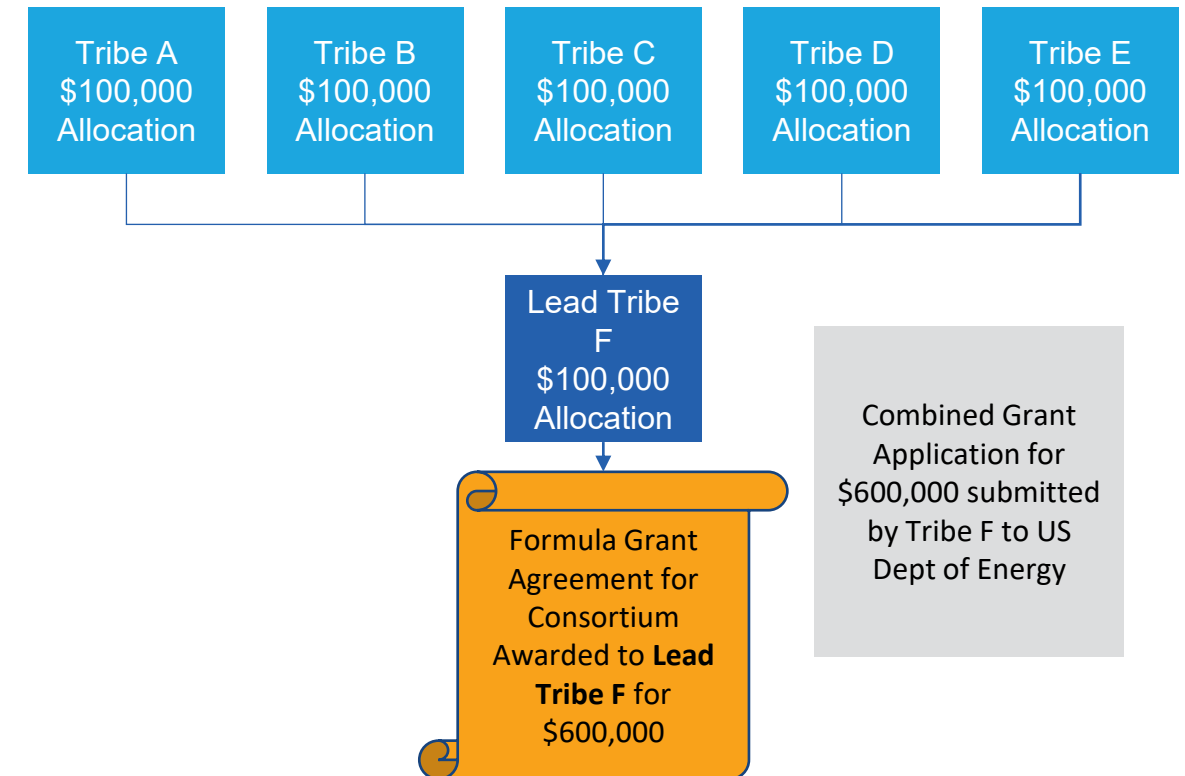 Tribe A
$100,000
Allocation
Tribe B
$100,000
Allocation
Tribe C
$100,000
Allocation
Tribe D
$100,000
Allocation
Tribe E
$100,000
Allocation
Lead Tribe
F
$100,000
Allocation
Formula Grant
Agreement for
Consortium
Awarded to Lead
Tribe F for
$600,000
Combined Grant
Application for
$600,000 submitted
by Tribe F to US
Dept of Energy